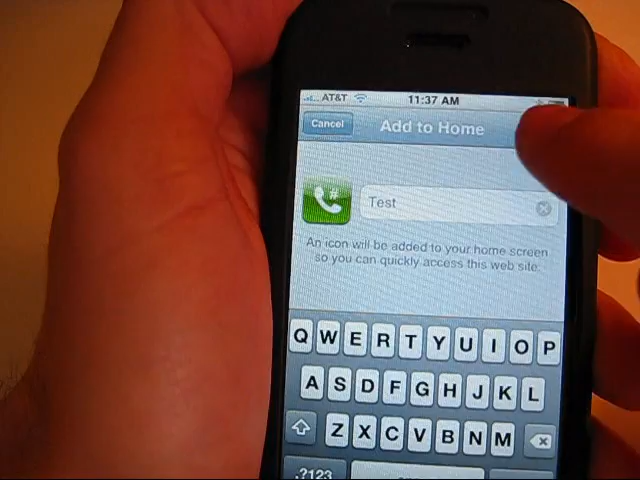 AT&T 11:37 AM
Cancel Add to Home
#
Test
An icon will be added to your home screen
so you can quickly access this web site.
Q W E R T Y U I O P
A S D F G H J K L
Z X C V B N M
.?123